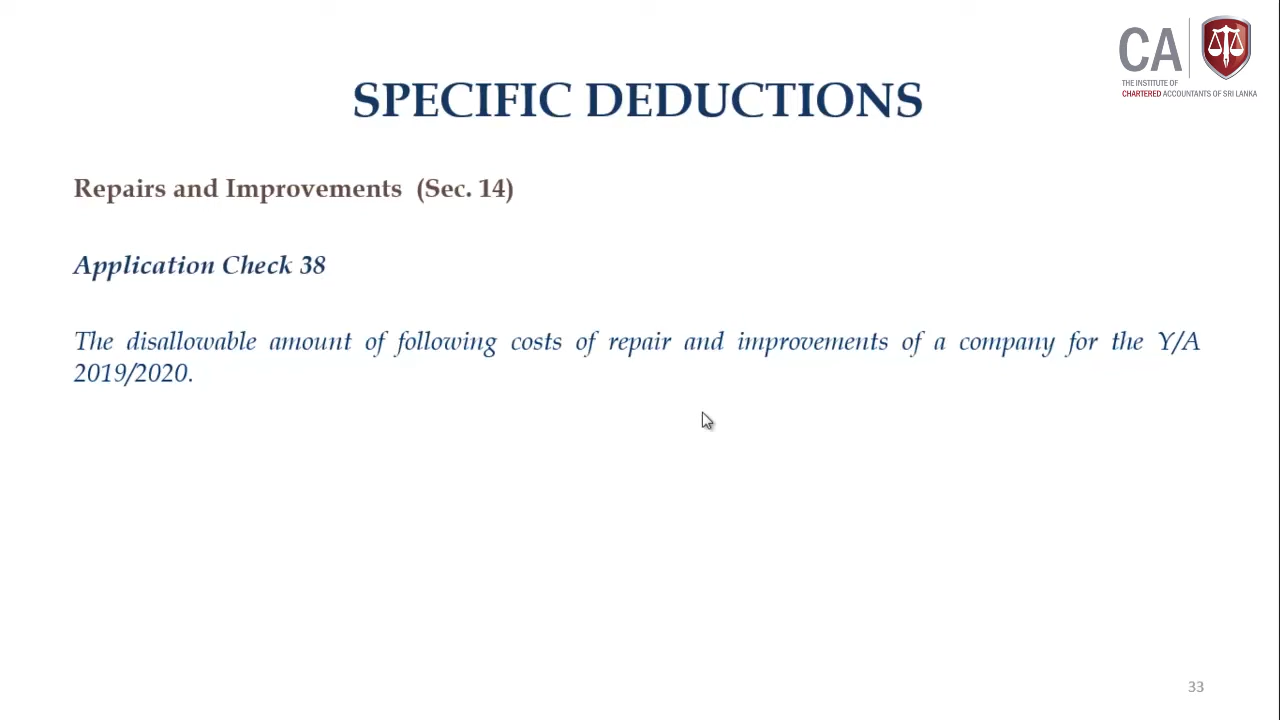 CA
THE INSTITUTE OF
CHARTERED ACCOUNTANTS OF SRI LANKA
SPECIFIC DEDUCTIONS
Repairs and Improvements (Sec. 14)
Application Check 38
The disallowable amount of following costs of repair and improvements of a company for the Y/A
2019/2020.
33